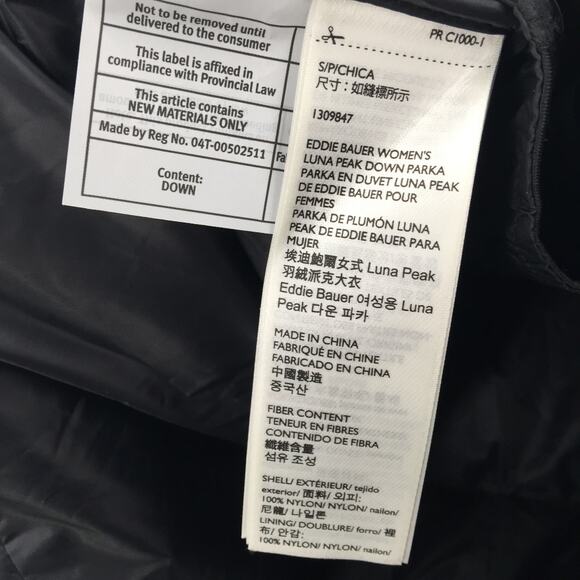 Not to be removed until
delivered to the consumer
This label is affixed in
compliance with Provincial Law
This article contains
NEW MATERIALS ONLY
Made by Reg No. 04T-00502511
Fa
Content:
DOWN
PR C1000-1
S/P/CHICA
尺寸：如縫標所示
1309847
EDDIE BAUER WOMEN'S
LUNA PEAK DOWN PARKA
PARKA EN DUVET LUNA PEAK
DE EDDIE BAUER POUR
FEMMES
PARKA DE PLUMÓN LUNA
PEAK DE EDDIE BAUER PARA
MUJER
埃迪鮑爾女式 Luna Peak
羽絨派克大衣
Eddie Bauer 여성용 Luna
Peak 다운 파카
MADE IN CHINA
FABRIQUÉ EN CHINE
FABRICADO EN CHINA
中國製造
중국산
FIBER CONTENT
TENEUR EN FIBRES
CONTENIDO DE FIBRA
纖維含量
섬유 조성
SHELL/ EXTÉRIEUR/ tejido
exterior/ 面料/ 외피:
100% NYLON/ NYLON/ nailon/
尼龍/ 나일론
LINING/ DOUBLURE/ forro/ 裡
布/ 안감:
100% NYLON/ NYLON/ nailon/